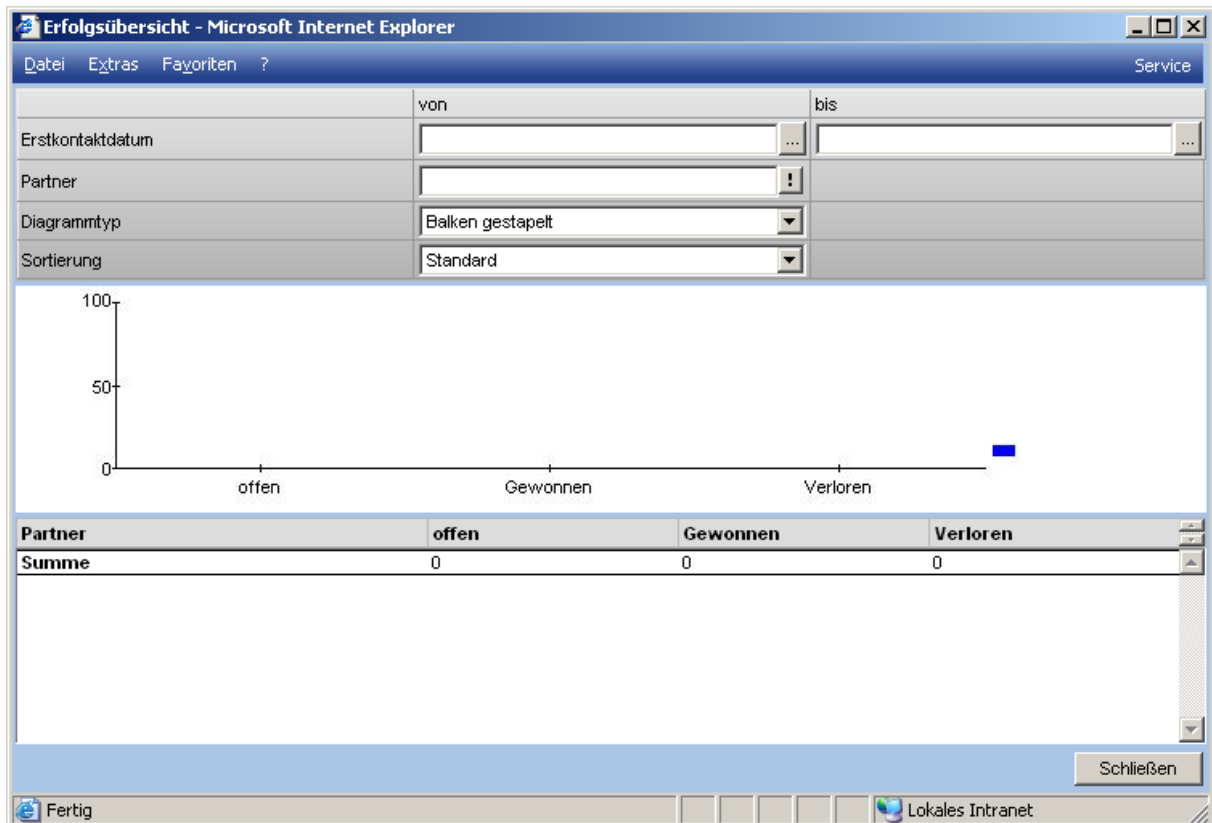 Erfolgsübersicht - Microsoft Internet Explorer
Datei Extras Favoriten ? Service
von bis
Erstkontaktdatum ... ...
Partner !
Diagrammtyp Balken gestapelt
Sortierung Standard
100
50
0
offen Gewonnen Verloren
Partner offen Gewonnen Verloren
Summe 0 0 0
Schließen
Fertig Lokales Intranet